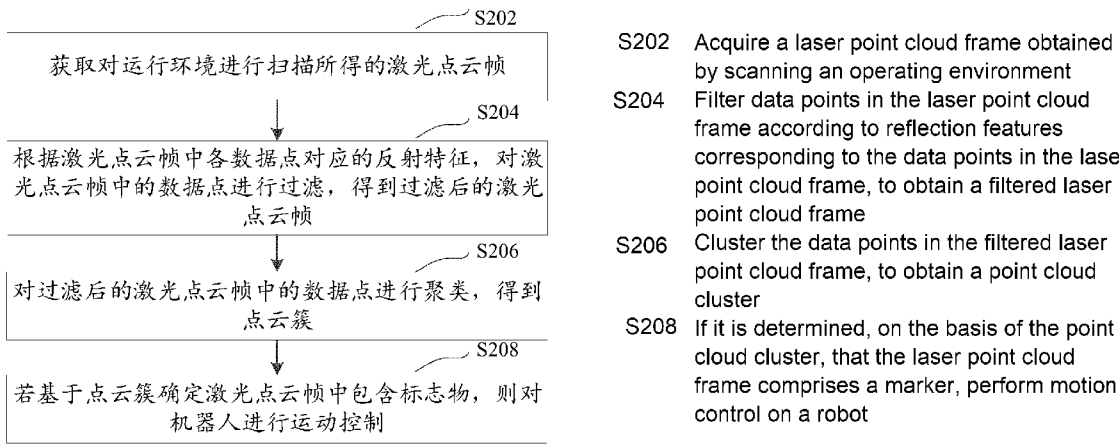 S202
获取对运行环境进行扫描所得的激光点云帧
S204
根据激光点云帧中各数据点对应的反射特征，对激
光点云帧中的数据点进行过滤，得到过滤后的激光
点云帧
S206
对过滤后的激光点云帧中的数据点进行聚类，得到
点云簇
S208
若基于点云簇确定激光点云帧中包含标志物，则对
机器人进行运动控制
S202 Acquire a laser point cloud frame obtained
by scanning an operating environment
S204 Filter data points in the laser point cloud
frame according to reflection features
corresponding to the data points in the lase
point cloud frame, to obtain a filtered laser
point cloud frame
S206 Cluster the data points in the filtered laser
point cloud frame, to obtain a point cloud
cluster
S208 If it is determined, on the basis of the point
cloud cluster, that the laser point cloud
frame comprises a marker, perform motion
control on a robot